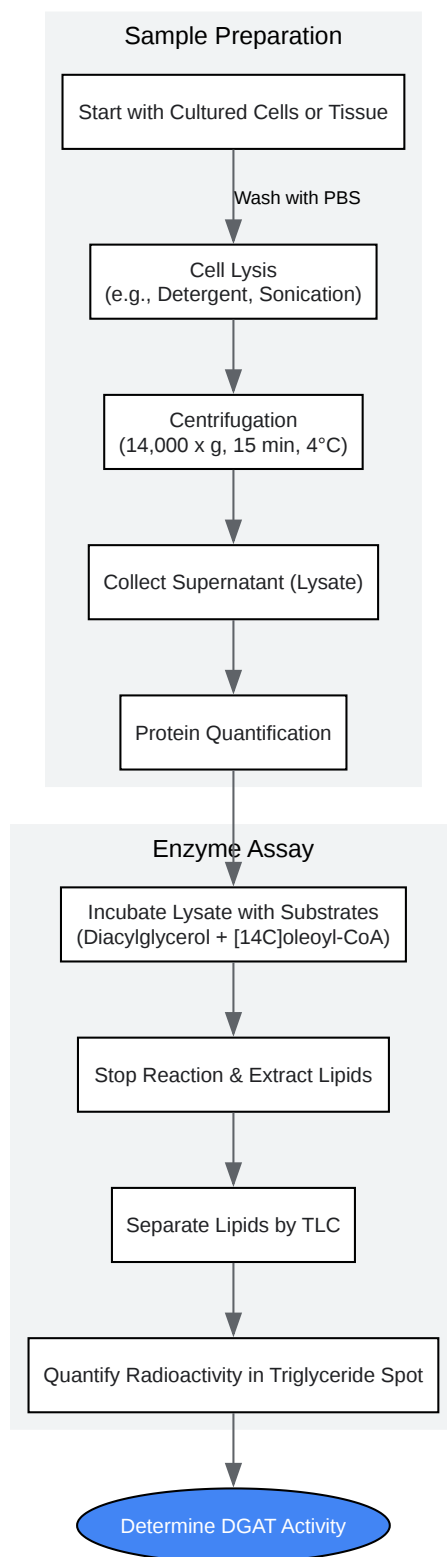 Sample Preparation
Start with Cultured Cells or Tissue
Wash with PBS
Cell Lysis
(e.g., Detergent, Sonication)
Centrifugation
(14,000 x g, 15 min, 4°C)
Collect Supernatant (Lysate)
Protein Quantification
Enzyme Assay
Incubate Lysate with Substrates
(Diacylglycerol + [14C]oleoyl-CoA)
Stop Reaction & Extract Lipids
Separate Lipids by TLC
Quantify Radioactivity in Triglyceride Spot
Determine DGAT Activity